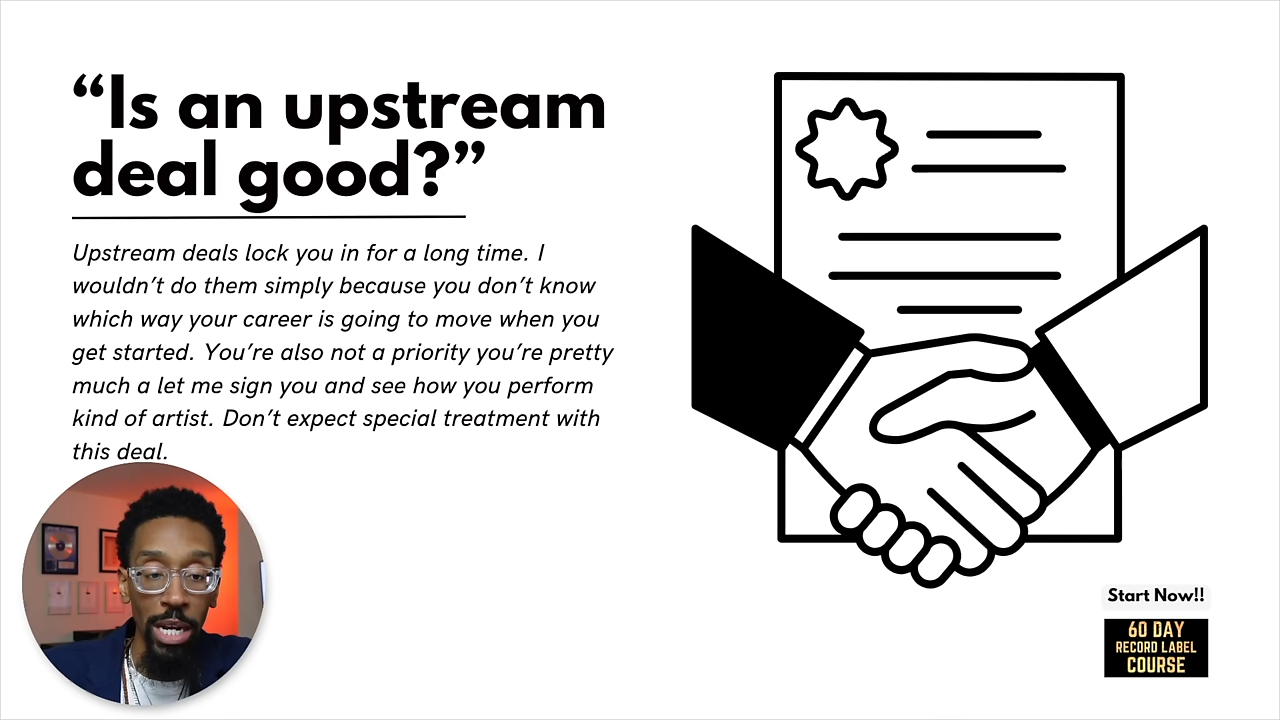 “Is an upstream
deal good?”
Upstream deals lock you in for a long time. I
wouldn’t do them simply because you don’t know
which way your career is going to move when you
get started. You’re also not a priority you’re pretty
much a let me sign you and see how you perform
kind of artist. Don’t expect special treatment with
this deal.
Start Now!!
60 DAY
RECORD LABEL
COURSE